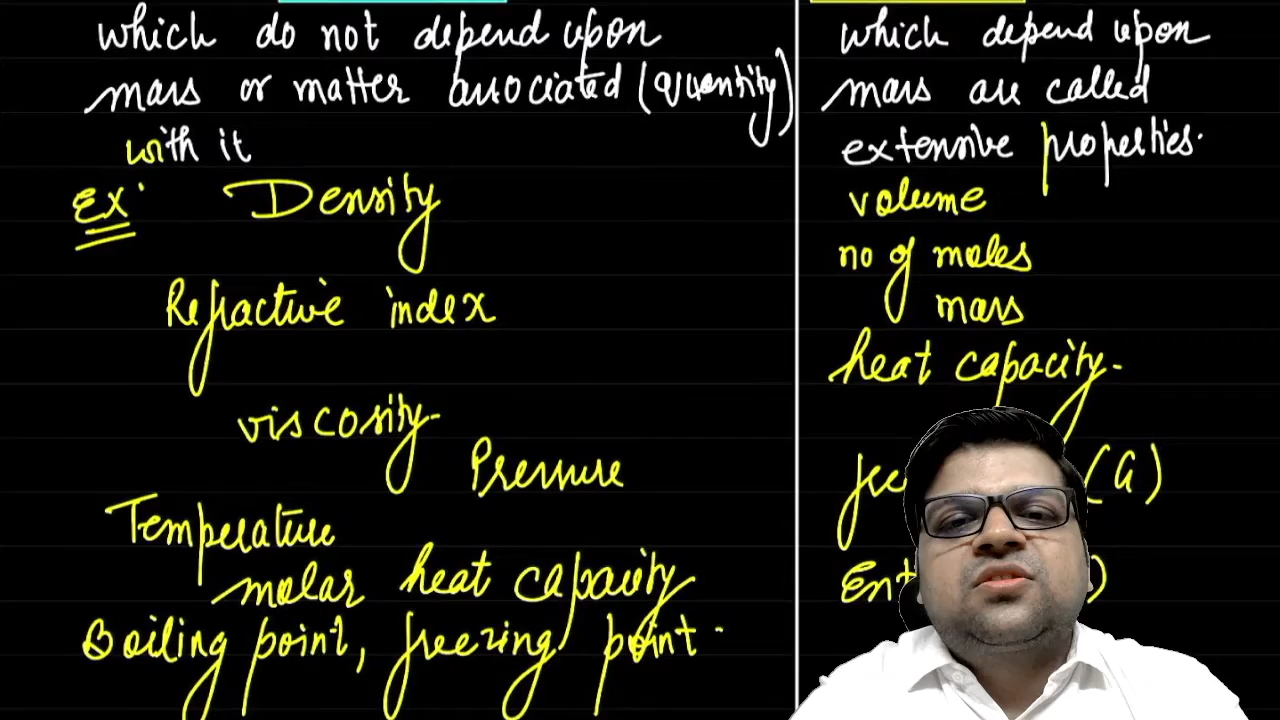 which do not depend upon
mass or matter associated (quantity)
with it
Ex: Density
Refractive index
viscosity.
Pressure
Temperature
molar heat capacity
Boiling point, freezing point.
which depend upon
mass are called
extensive properties.
volume
no of moles
mass
heat capacity.
(G)